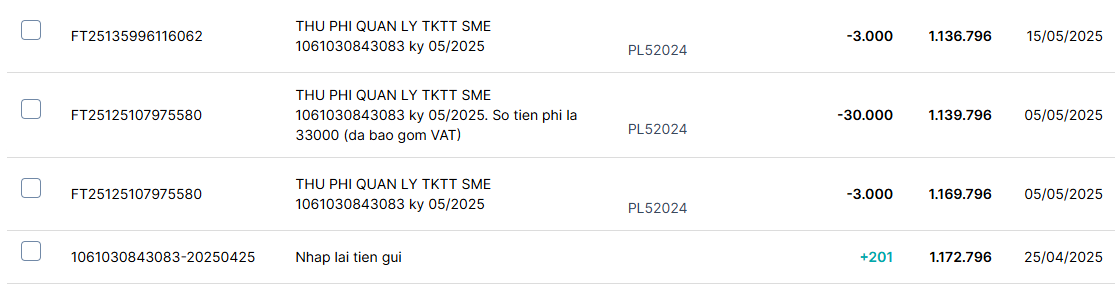 FT25135996116062
THU PHI QUAN LY TKTT SME
1061030843083 ky 05/2025
PL52024
-3.000
1.136.796
15/05/2025
FT25125107975580
THU PHI QUAN LY TKTT SME
1061030843083 ky 05/2025. So tien phi la
33000 (da bao gom VAT)
PL52024
-30.000
1.139.796
05/05/2025
FT25125107975580
THU PHI QUAN LY TKTT SME
1061030843083 ky 05/2025
PL52024
-3.000
1.169.796
05/05/2025
1061030843083-20250425
Nhap lai tien gui
+201
1.172.796
25/04/2025